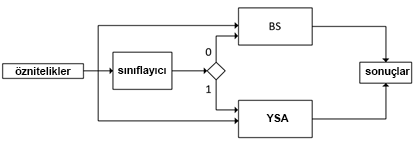 BS
0
öznitelikler
sınıflayıcı
sonuçlar
1
YSA